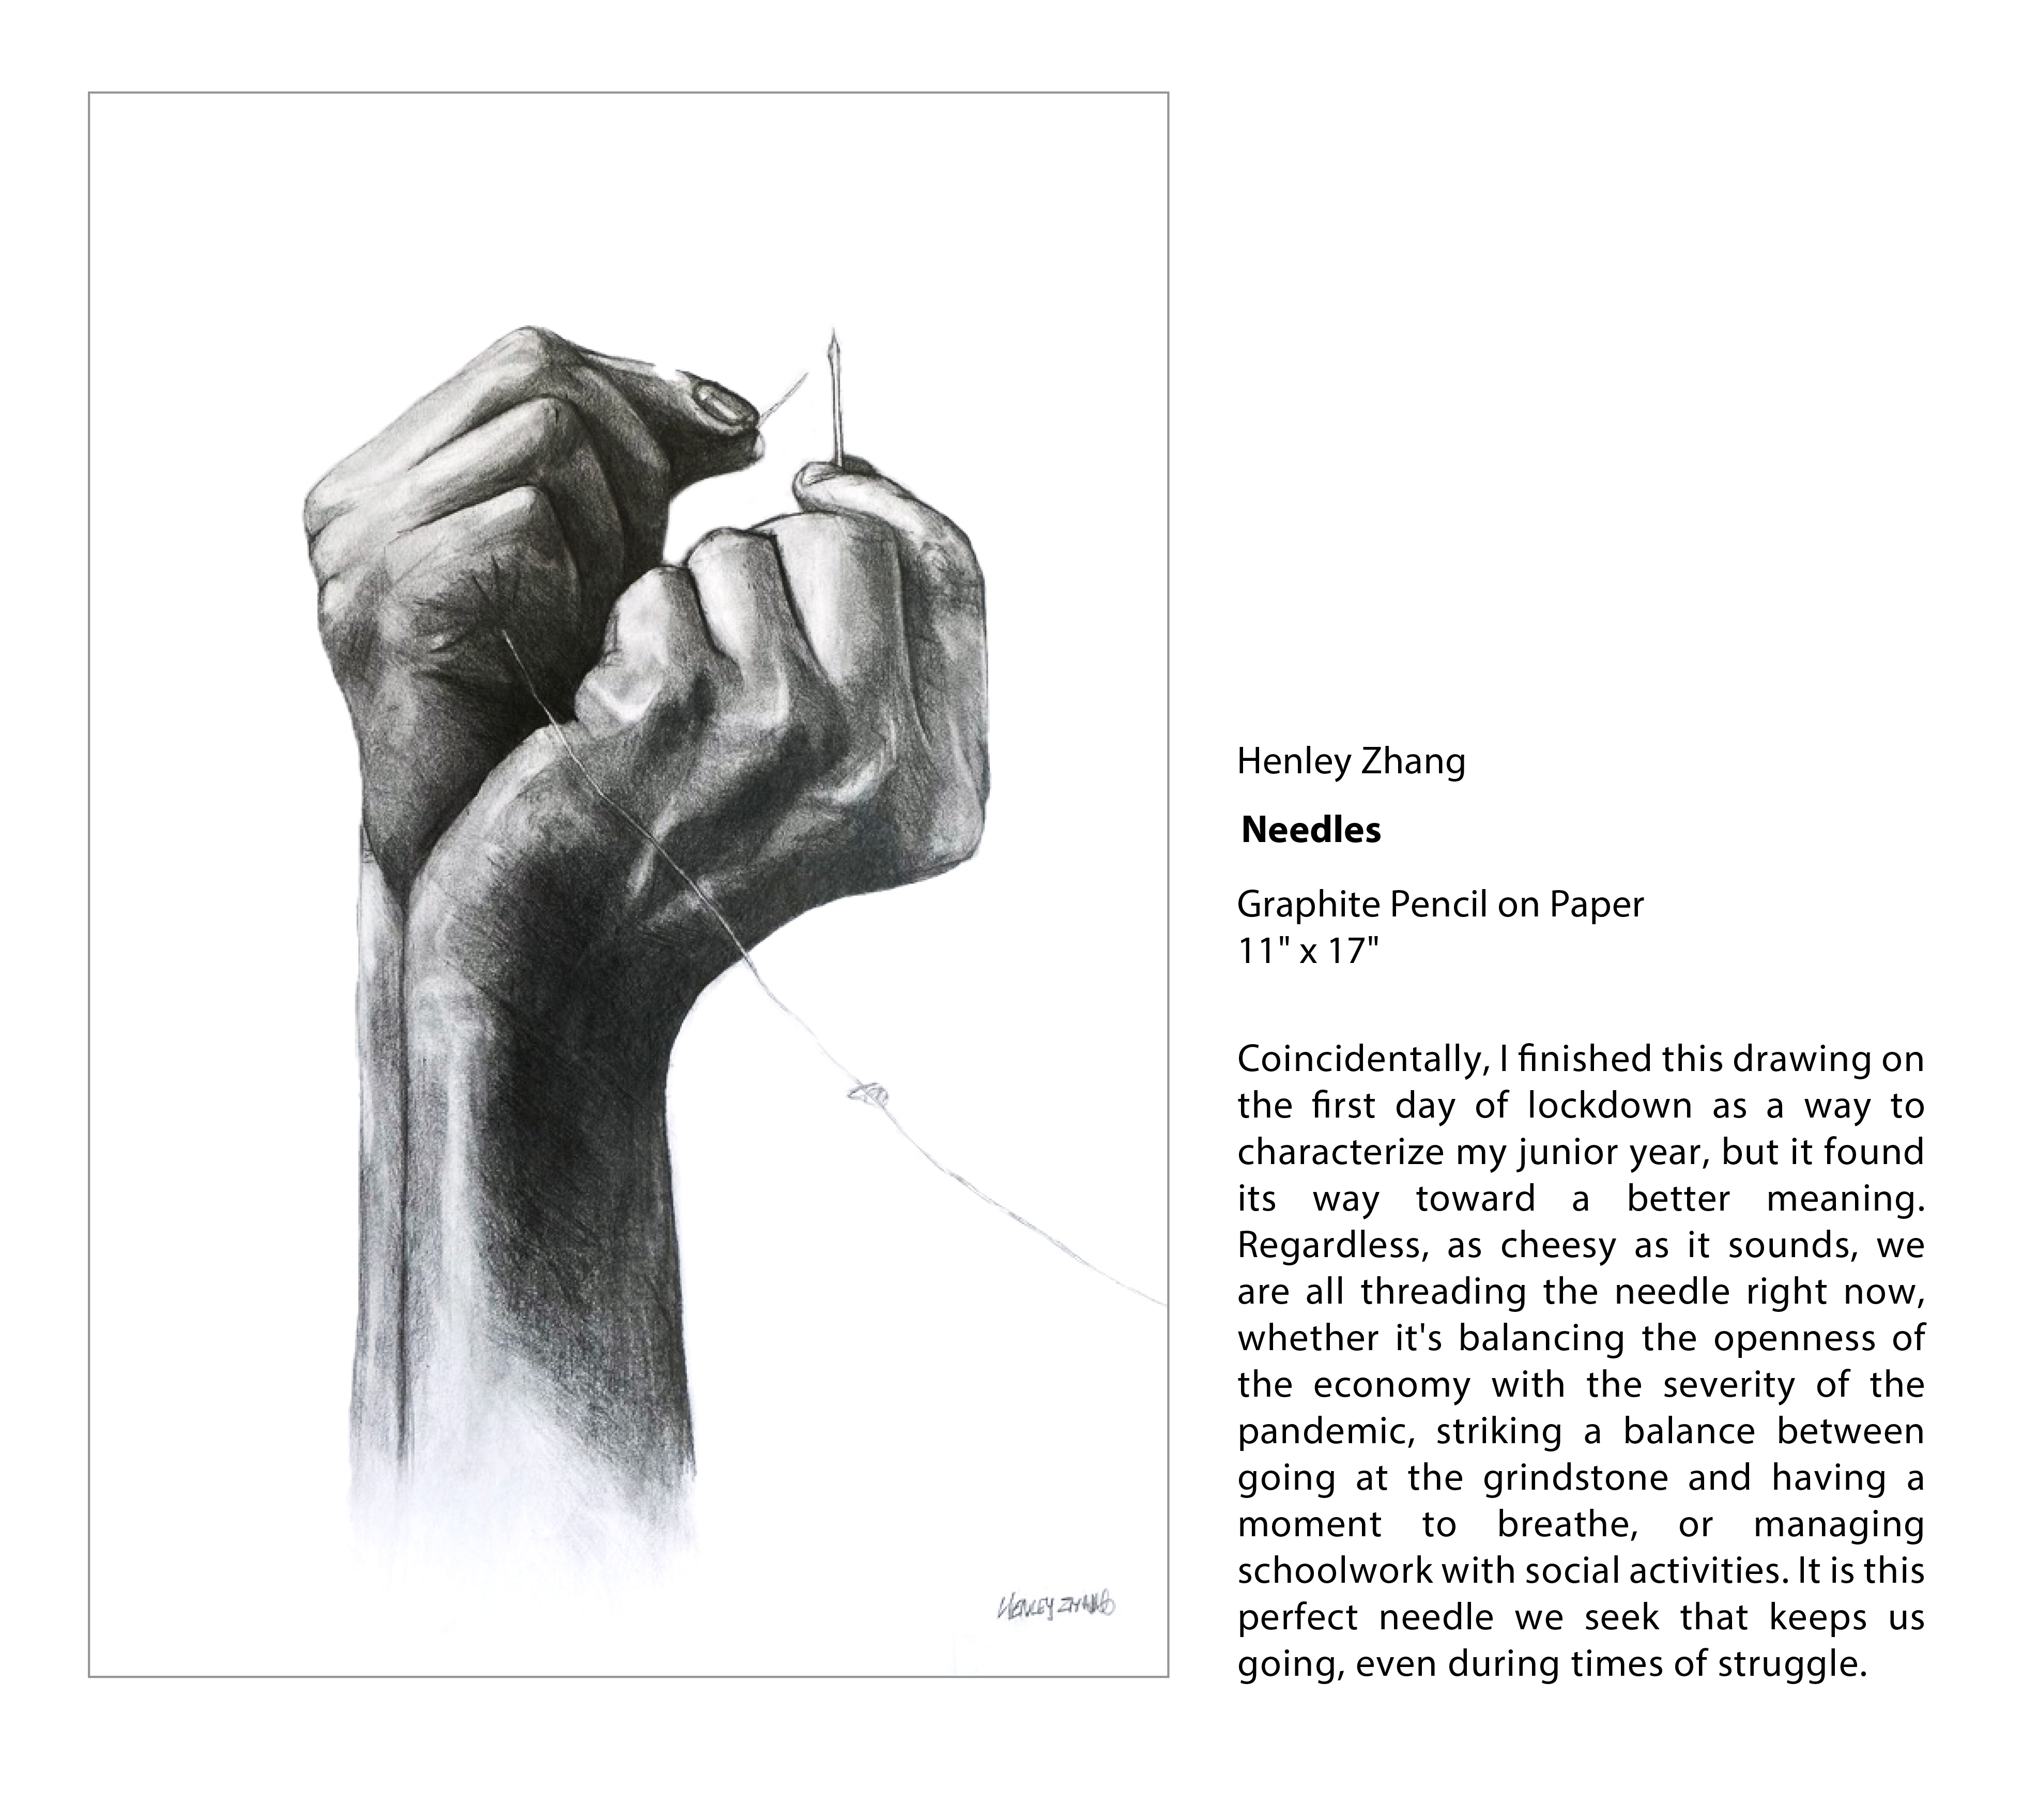 Henley Zhang
Needles
Graphite Pencil on Paper
11" x 17"
Coincidentally, I finished this drawing on
the first day of lockdown as a way to
characterize my junior year, but it found
its way toward a better meaning.
Regardless, as cheesy as it sounds, we
are all threading the needle right now,
whether it's balancing the openness of
the economy with the severity of the
pandemic, striking a balance between
going at the grindstone and having a
moment to breathe, or managing
schoolwork with social activities. It is this
perfect needle we seek that keeps us
going, even during times of struggle.
HENLEY ZHANG